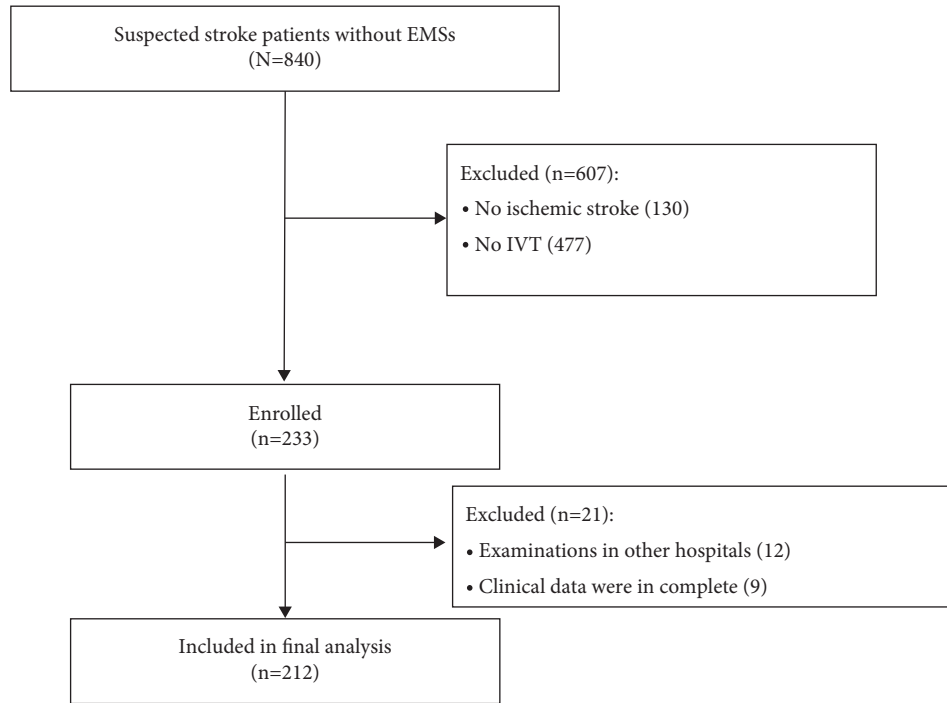 Suspected stroke patients without EMSs
(N=840)
Excluded (n=607):
• No ischemic stroke (130)
• No IVT (477)
Enrolled
(n=233)
Excluded (n=21):
• Examinations in other hospitals (12)
• Clinical data were in complete (9)
Included in final analysis
(n=212)